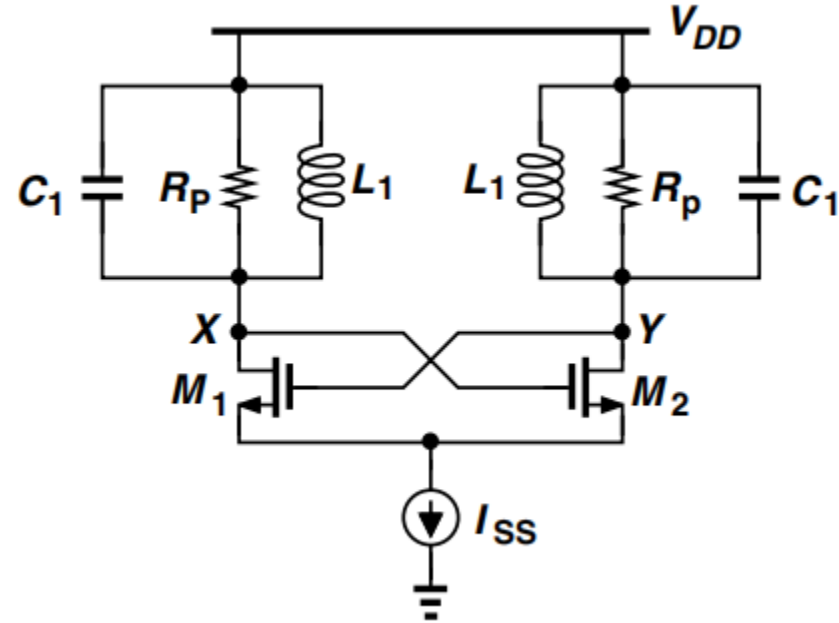 V_DD
C_1
R_P
L_1
L_1
R_p
C_1
X
Y
M_1
M_2
I_SS